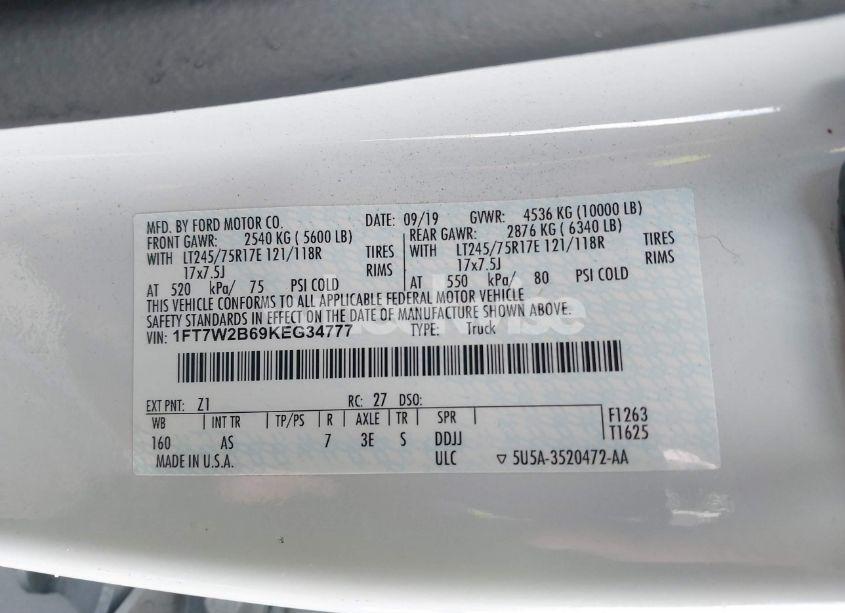 MFD. BY FORD MOTOR CO. DATE: 09/19 GVWR: 4536 KG (10000 LB)
FRONT GAWR: 2540 KG ( 5600 LB) REAR GAWR: 2876 KG ( 6340 LB)
WITH LT245/75R17E 121/118R TIRES WITH LT245/75R17E 121/118R TIRES
17x7.5J RIMS 17x7.5J RIMS
AT 520 kPa/ 75 PSI COLD AT 550 kPa/ 80 PSI COLD
THIS VEHICLE CONFORMS TO ALL APPLICABLE FEDERAL MOTOR VEHICLE
SAFETY STANDARDS IN EFFECT ON THE DATE OF MANUFACTURE SHOWN ABOVE.
VIN: 1FT7W2B69KEG34777 TYPE: Truck
EXT PNT: Z1 RC: 27 DSO:
WB INT TR TP/PS R AXLE TR SPR F1263
160 AS 7 3E S DDJJ T1625
MADE IN U.S.A. ULC ▽ 5U5A-3520472-AA